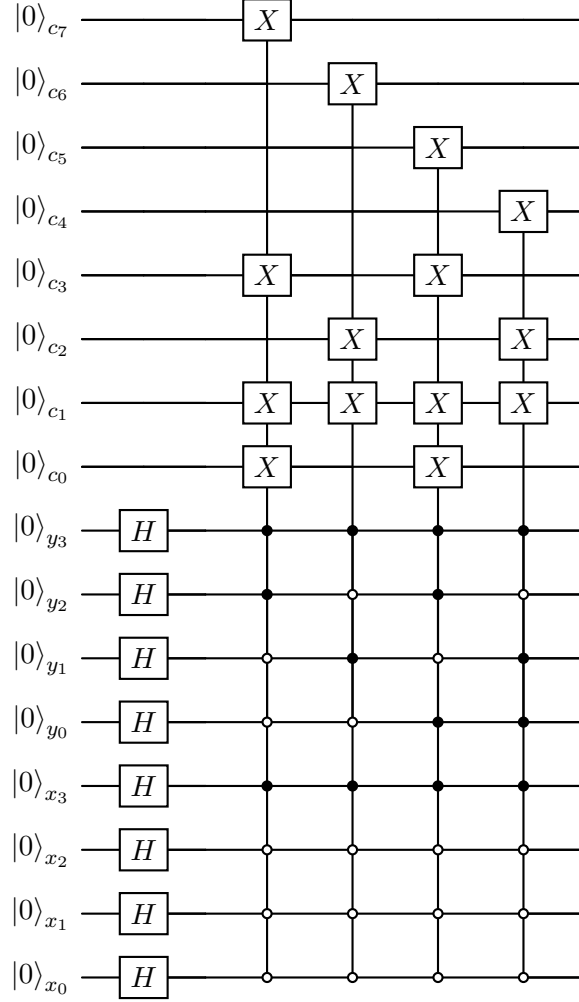 |0⟩c7 X
|0⟩c6 X
|0⟩c5 X
|0⟩c4 X
|0⟩c3 X X
|0⟩c2 X X
|0⟩c1 X X X X
|0⟩c0 X X
|0⟩y3 H
|0⟩y2 H
|0⟩y1 H
|0⟩y0 H
|0⟩x3 H
|0⟩x2 H
|0⟩x1 H
|0⟩x0 H